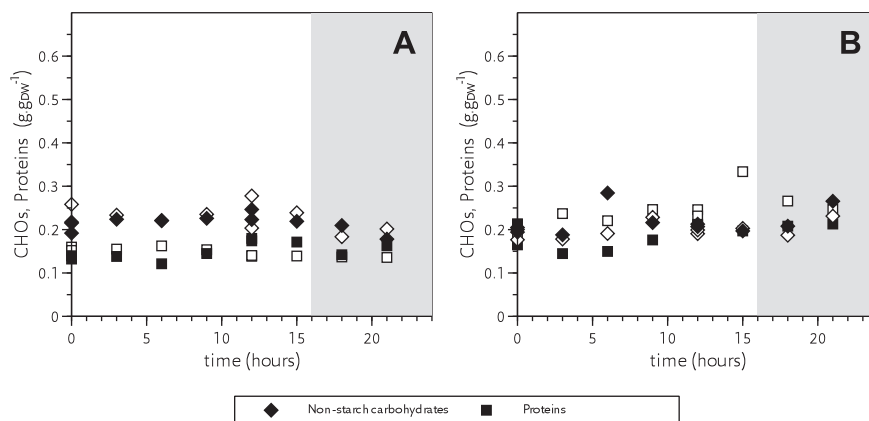 A
B
CHOs, Proteins (g.gDW-1)
0.6
0.5
0.4
0.3
0.2
0.1
0
0 5 10 15 20
time (hours)
CHOs, Proteins (g.gDW-1)
0.6
0.5
0.4
0.3
0.2
0.1
0
0 5 10 15 20
time (hours)
Non-starch carbohydrates Proteins